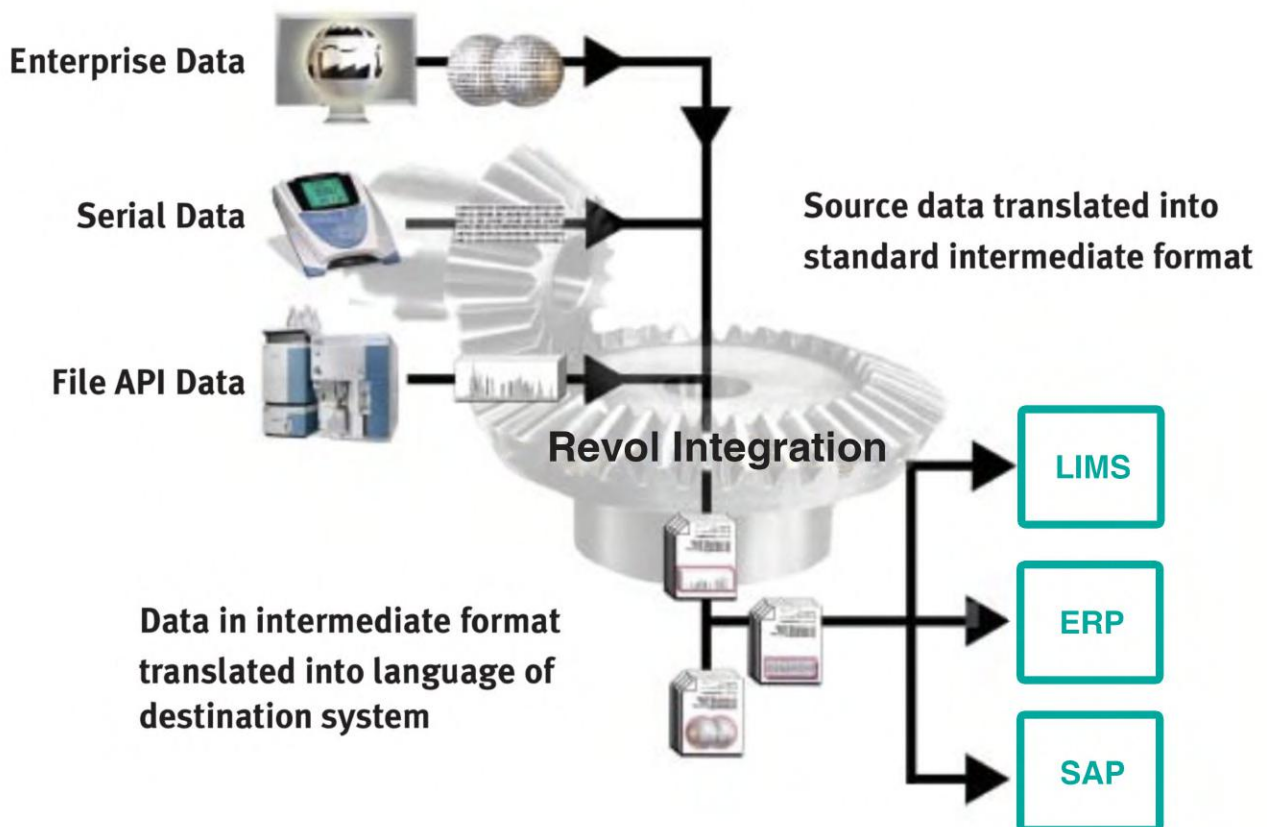 Enterprise Data
Serial Data
Source data translated into
standard intermediate format
File API Data
Revol Integration
LIMS
Data in intermediate format
translated into language of
destination system
ERP
SAP